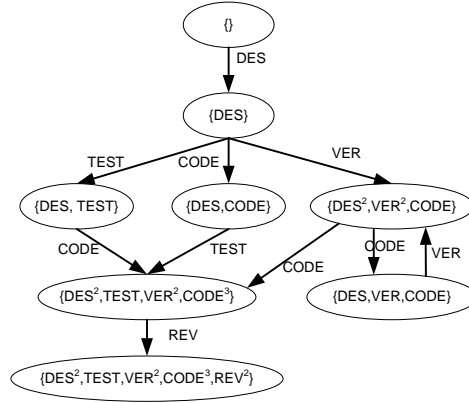 {}
DES
{DES}
TEST
CODE
VER
{DES, TEST}
{DES,CODE}
{DES²,VER²,CODE}
CODE
TEST
CODE
CODE
VER
{DES²,TEST,VER²,CODE³}
{DES,VER,CODE}
REV
{DES²,TEST,VER²,CODE³,REV²}